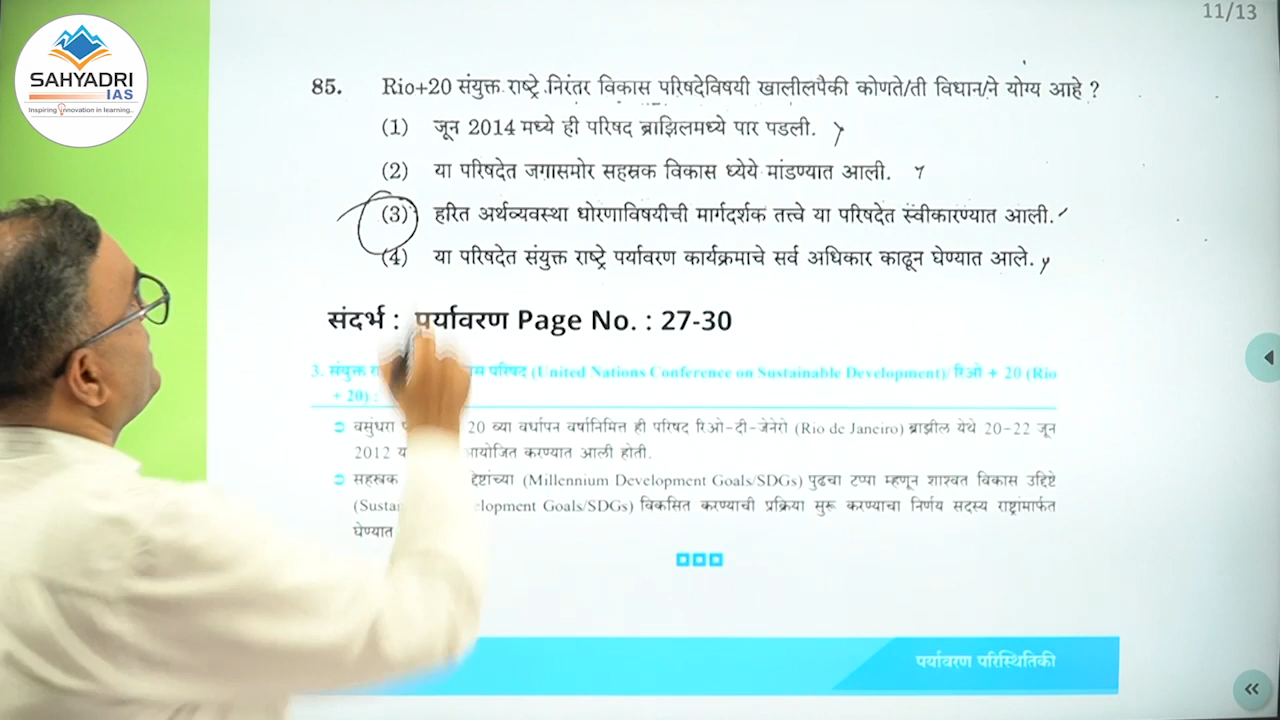 11/13
SAHYADRI
IAS
Inspiring innovation in learning..
85. Rio+20 संयुक्त राष्ट्रे निरंतर विकास परिषदेविषयी खालीलपैकी कोणते/ती विधान/ने योग्य आहे ?
(1) जून 2014 मध्ये ही परिषद ब्राझिलमध्ये पार पडली.
(2) या परिषदेत जगासमोर सहस्रक विकास ध्येये मांडण्यात आली.
(3) हरित अर्थव्यवस्था धोरणाविषयीची मार्गदर्शक तत्त्वे या परिषदेत स्वीकारण्यात आली.
(4) या परिषदेत संयुक्त राष्ट्रे पर्यावरण कार्यक्रमाचे सर्व अधिकार काढून घेण्यात आले.
संदर्भ : पर्यावरण Page No. : 27-30
3. संयुक्त परिषद (United Nations Conference on Sustainable Development)/ रिओ + 20 (Rio
+ 20) :
वसुंधरा 20 व्या वर्धापन वर्षानिमित्त ही परिषद रिओ-दी-जेनेरो (Rio de Janeiro) ब्राझील येथे 20-22 जून
2012 आयोजित करण्यात आली होती.
सहस्त्रक (Millennium Development Goals/SDGs) पुढचा टप्पा म्हणून शाश्वत विकास उद्दिष्टे
Goals/SDGs) विकसित करण्याची प्रक्रिया सुरू करण्याचा निर्णय सदस्य राष्ट्रांमार्फत
घेण्यात
पर्यावरण परिस्थितिकी